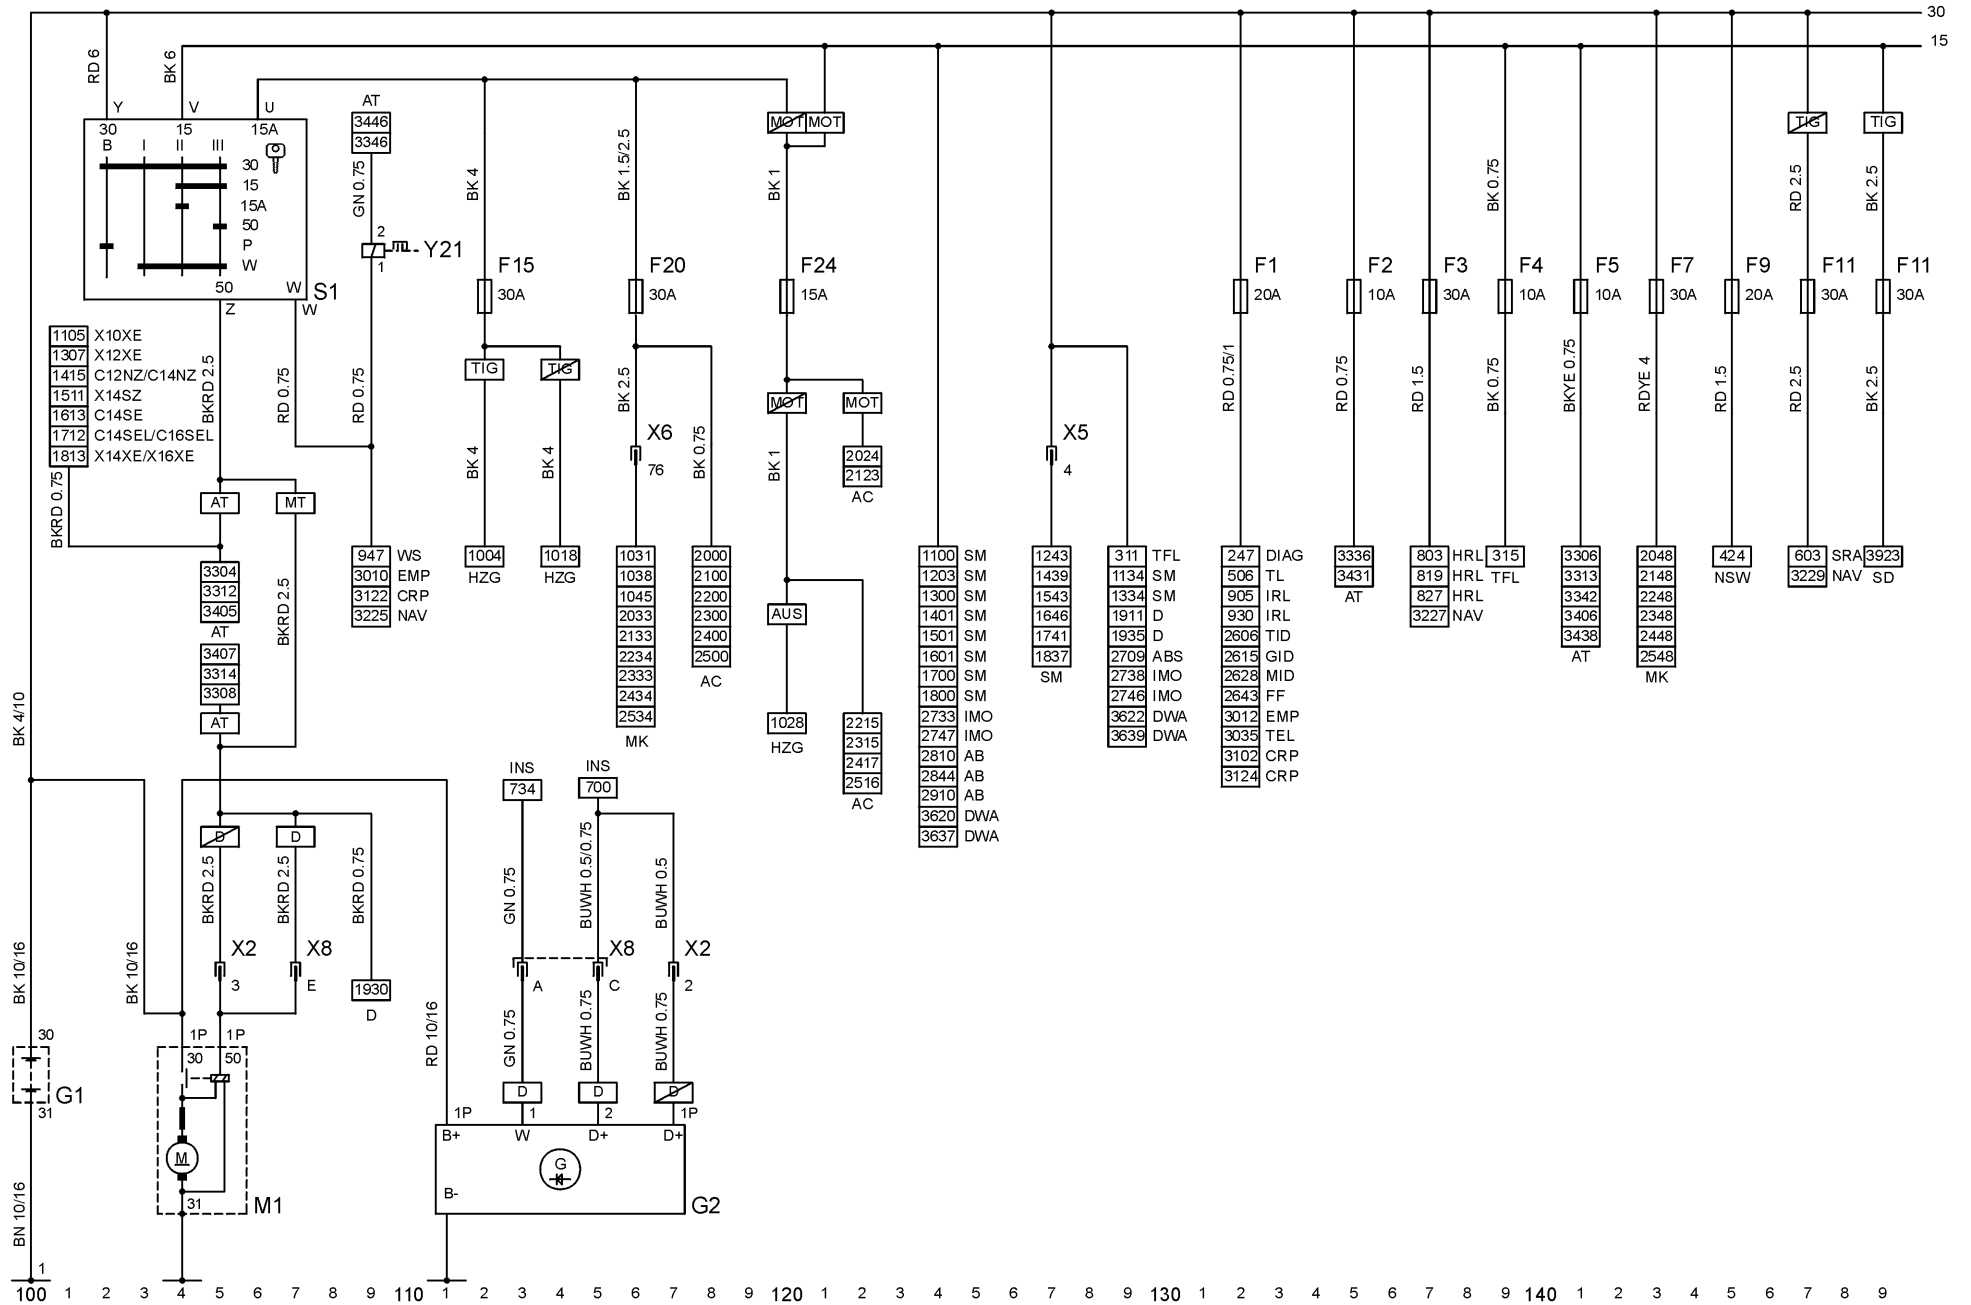 30
15
RD 6
BK 6
Y
V
U
30
15
15A
B
I
II
III
30
15
15A
50
P
W
50
W
S1
Z
W
AT
3446
3346
GN 0.75
2
1
Y21
BK 4
BK 1.5/2.5
MOT
MOT
BK 1
BK 0.75
TIG
TIG
RD 2.5
BK 2.5
F15
30A
F20
30A
F24
15A
F1
20A
F2
10A
F3
30A
F4
10A
F5
10A
F7
30A
F9
20A
F11
30A
F11
30A
1105 X10XE
1307 X12XE
1415 C12NZ/C14NZ
1511 X14SZ
1613 C14SE
1712 C14SEL/C16SEL
1813 X14XE/X16XE
BKRD 2.5
RD 0.75
RD 0.75
TIG
TIG
BK 2.5
MOT
MOT
RD 0.75/1
RD 0.75
RD 1.5
BK 0.75
BKYE 0.75
RDYE 4
RD 1.5
RD 2.5
BK 2.5
X6
76
X5
4
BK 4
BK 4
BK 0.75
BK 1
2024
2123
AC
BKRD 0.75
AT
MT
3304
3312
3405
AT
3407
3314
3308
AT
BKRD 2.5
947 WS
3010 EMP
3122 CRP
3225 NAV
1004
HZG
1018
HZG
1031
1038
1045
2033
2133
2234
2333
2434
2534
MK
2000
2100
2200
2300
2400
2500
AC
AUS
1028
HZG
2215
2315
2417
2516
AC
1100 SM
1203 SM
1300 SM
1401 SM
1501 SM
1601 SM
1700 SM
1800 SM
2733 IMO
2747 IMO
2810 AB
2844 AB
2910 AB
3620 DWA
3637 DWA
1243
1439
1543
1646
1741
1837
SM
311 TFL
1134 SM
1334 SM
1911 D
1935 D
2709 ABS
2738 IMO
2746 IMO
3622 DWA
3639 DWA
247 DIAG
506 TL
905 IRL
930 IRL
2606 TID
2615 GID
2628 MID
2643 FF
3012 EMP
3035 TEL
3102 CRP
3124 CRP
3336
3431
AT
803 HRL
819 HRL
827 HRL
3227 NAV
315
TFL
3306
3313
3342
3406
3438
AT
2048
2148
2248
2348
2448
2548
MK
424
NSW
603 SRA
3229 NAV
3923
SD
BK 4/10
INS
734
INS
700
D
D
BKRD 2.5
BKRD 2.5
BKRD 0.75
GN 0.75
BUWH 0.5/0.75
BUWH 0.5
BK 10/16
BK 10/16
X2
3
X8
E
1930
D
A
X8
C
X2
2
RD 10/16
GN 0.75
BUWH 0.75
BUWH 0.75
30
G1
31
1P
1P
30
50
M
31
M1
D
D
D
1P
1
2
1P
B+
W
D+
D+
G
B-
G2
BN 10/16
1
100 1 2 3 4 5 6 7 8 9 110 1 2 3 4 5 6 7 8 9 120 1 2 3 4 5 6 7 8 9 130 1 2 3 4 5 6 7 8 9 140 1 2 3 4 5 6 7 8 9